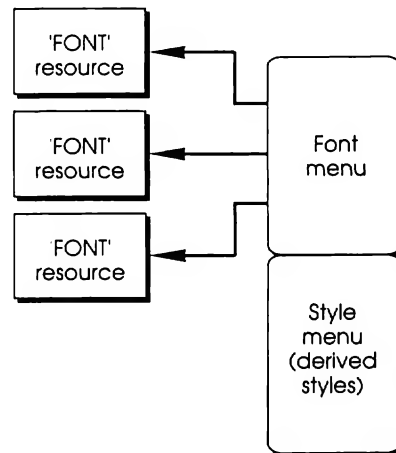 'FONT'
resource
'FONT'
resource
'FONT'
resource
Font
menu
Style
menu
(derived
styles)